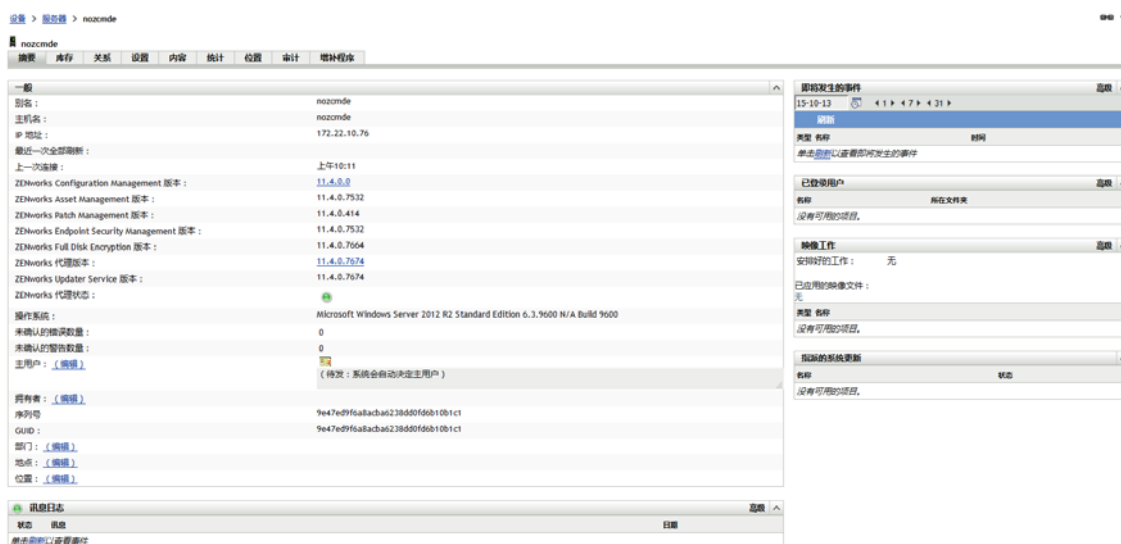 设备 > 服务器 > nozcmde
nozcmde
摘要 库存 关系 设置 内容 统计 位置 审计 增补程序
一般
别名： nozcmde
主机名： nozcmde
IP 地址： 172.22.10.76
最近一次全部刷新：
上一次连接： 上午10:11
ZENworks Configuration Management 版本： 11.4.0.0
ZENworks Asset Management 版本： 11.4.0.7532
ZENworks Patch Management 版本： 11.4.0.414
ZENworks Endpoint Security Management 版本： 11.4.0.7532
ZENworks Full Disk Encryption 版本： 11.4.0.7664
ZENworks 代理版本： 11.4.0.7674
ZENworks Updater Service 版本： 11.4.0.7674
ZENworks 代理状态：
操作系统： Microsoft Windows Server 2012 R2 Standard Edition 6.3.9600 N/A Build 9600
未确认的错误数量： 0
未确认的警告数量： 0
主用户：（编辑）
（待发：系统会自动决定主用户）
拥有者：（编辑）
序列号 9e47ed9f6a8acba6238dd0fd6b10b1c1
GUID： 9e47ed9f6a8acba6238dd0fd6b10b1c1
部门：（编辑）
地点：（编辑）
位置：（编辑）
讯息日志 高级
状态 讯息 日期
单击刷新以查看事件
即将发生的事件 高级
15-10-13 1 7 31
刷新
类型 名称 时间
单击刷新以查看即将发生的事件
已登录用户 高级
名称 所在文件夹
没有可用的项目。
映像工作 高级
安排好的工作： 无
已应用的映像文件：
无
类型 名称
没有可用的项目。
指派的系统更新
名称 状态
没有可用的项目。